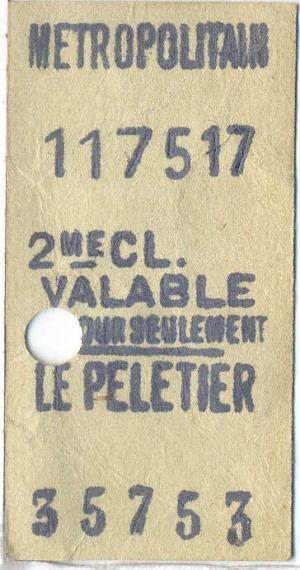 METROPOLITAIN
117517
2ME CL.
VALABLE
SEULEMENT
LE PELETIER
35753